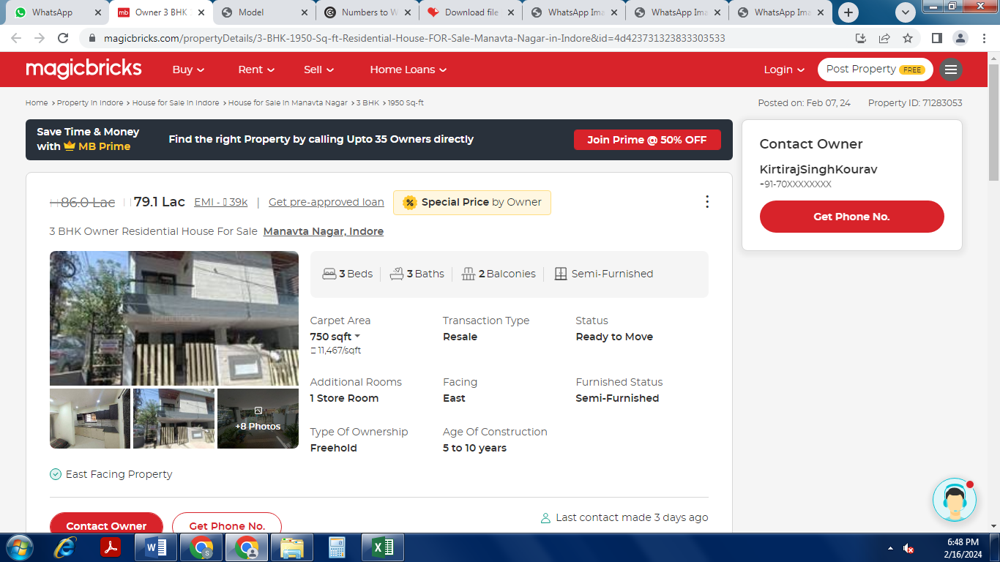 WhatsApp
Owner 3 BHK
Model
Numbers to W
Download file
WhatsApp Ima
WhatsApp Ima
WhatsApp Ima
magicbricks.com/propertyDetails/3-BHK-1950-Sq-ft-Residential-House-FOR-Sale-Manavta-Nagar-in-Indore&id=4d423731323833303533
magicbricks Buy Rent Sell Home Loans Login Post Property FREE
Home > Property in Indore > House for Sale in Indore > House for Sale in Manavta Nagar > 3 BHK > 1950 Sq-ft
Posted on: Feb 07, 24 Property ID: 71283053
Save Time & Money
with MB Prime
Find the right Property by calling Upto 35 Owners directly
Join Prime @ 50% OFF
Contact Owner
KirtirajSinghKourav
+91-70XXXXXXXX
Get Phone No.
86.0 Lac 79.1 Lac EMI - 39k | Get pre-approved loan % Special Price by Owner
3 BHK Owner Residential House For Sale Manavta Nagar, Indore
3 Beds 3 Baths 2 Balconies Semi-Furnished
Carpet Area
750 sqft
11,467/sqft
Transaction Type
Resale
Status
Ready to Move
Additional Rooms
1 Store Room
Facing
East
Furnished Status
Semi-Furnished
Type Of Ownership
Freehold
Age Of Construction
5 to 10 years
+8 Photos
East Facing Property
Contact Owner
Get Phone No.
Last contact made 3 days ago
6:48 PM
2/16/2024